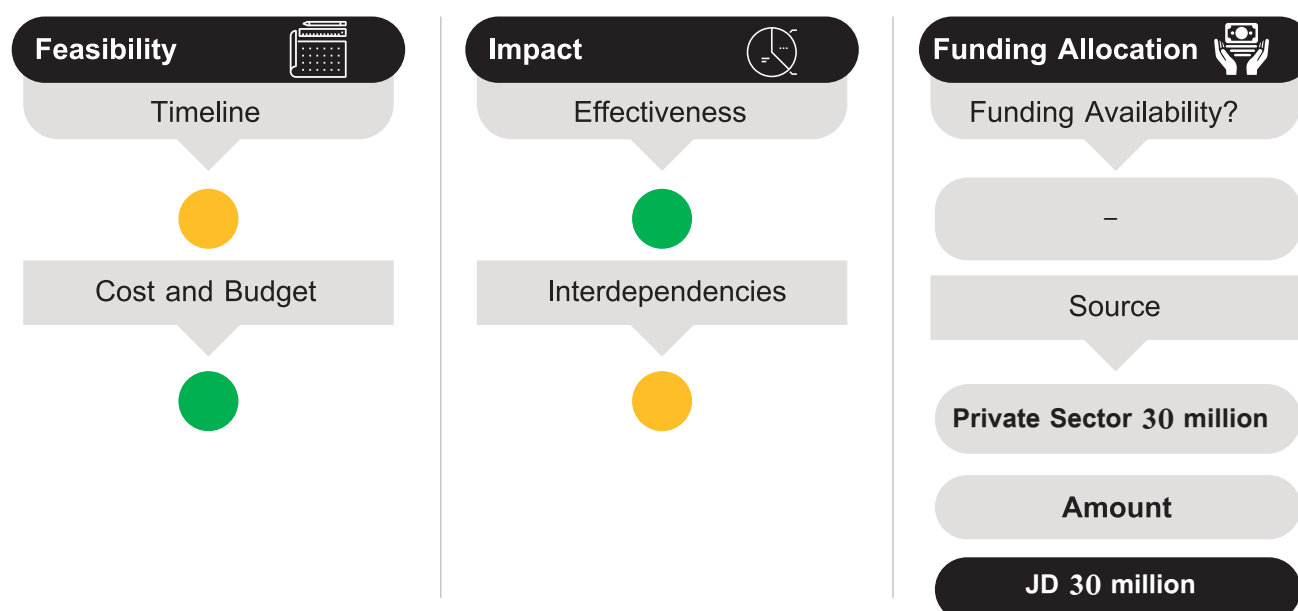 Feasibility
Timeline
Cost and Budget
Impact
Effectiveness
Interdependencies
Funding Allocation
Funding Availability?
–
Source
Private Sector 30 million
Amount
JD 30 million